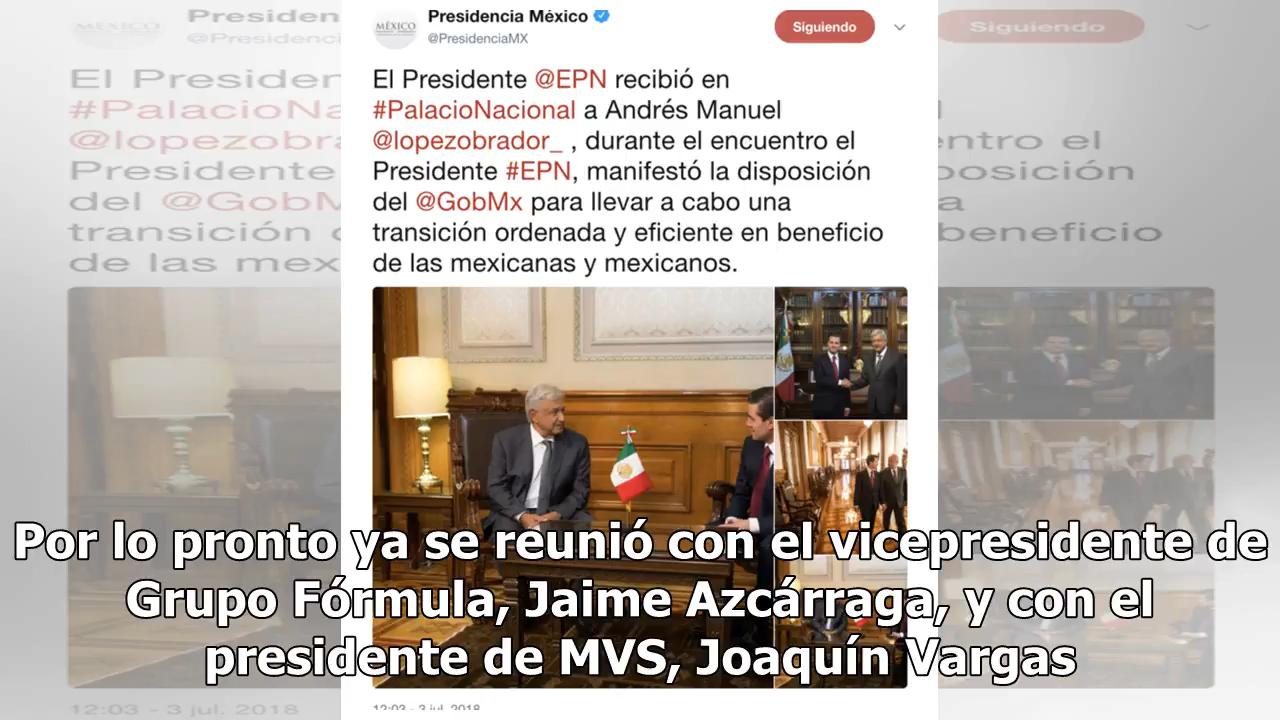 Presidencia México
@PresidenciaMX
MÉXICO
Siguiendo
El Presidente @EPN recibió en
#PalacioNacional a Andrés Manuel
@lopezobrador_ , durante el encuentro el
Presidente #EPN, manifestó la disposición
del @GobMx para llevar a cabo una
transición ordenada y eficiente en beneficio
de las mexicanas y mexicanos.
Por lo pronto ya se reunió con el vicepresidente de
Grupo Fórmula, Jaime Azcárraga, y con el
presidente de MVS, Joaquín Vargas
12:03 - 3 jul. 2018